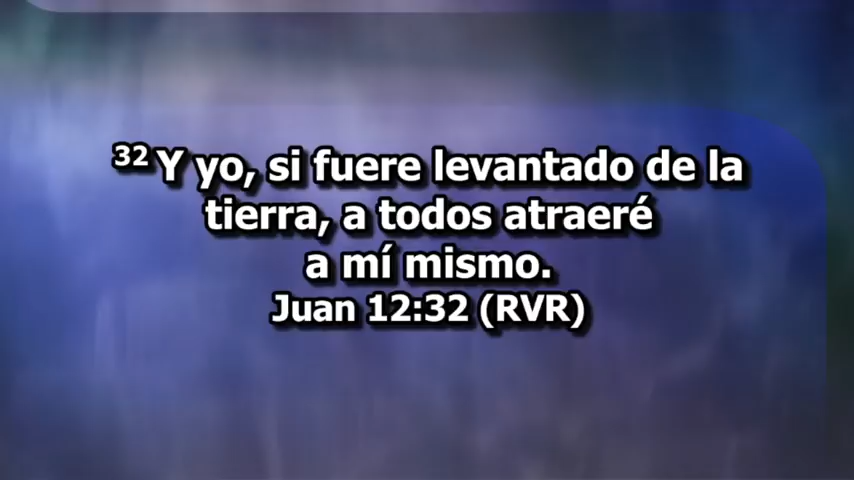 32 Y yo, si fuere levantado de la
tierra, a todos atraeré
a mí mismo.
Juan 12:32 (RVR)